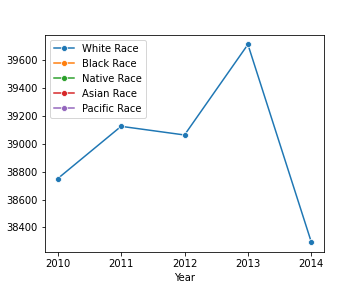 White Race
Black Race
Native Race
Asian Race
Pacific Race
39600
39400
39200
39000
38800
38600
38400
2010 2011 2012 2013 2014
Year